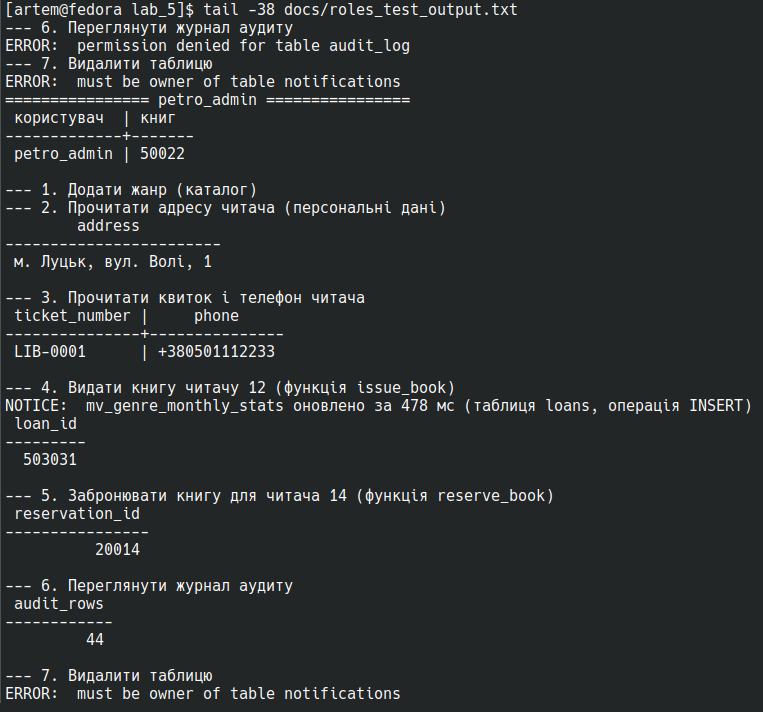 [artem@fedora lab_5]$ tail -38 docs/roles_test_output.txt
--- 6. Переглянути журнал аудиту
ERROR:  permission denied for table audit_log
--- 7. Видалити таблицю
ERROR:  must be owner of table notifications
================ petro_admin ================
 користувач  | книг
-------------+-------
 petro_admin | 50022

--- 1. Додати жанр (каталог)
--- 2. Прочитати адресу читача (персональні дані)
        address
------------------------
 м. Луцьк, вул. Волі, 1

--- 3. Прочитати квиток і телефон читача
 ticket_number |     phone
---------------+---------------
 LIB-0001      | +380501112233

--- 4. Видати книгу читачу 12 (функція issue_book)
NOTICE:  mv_genre_monthly_stats оновлено за 478 мс (таблиця loans, операція INSERT)
 loan_id
---------
  503031

--- 5. Забронювати книгу для читача 14 (функція reserve_book)
 reservation_id
----------------
          20014

--- 6. Переглянути журнал аудиту
 audit_rows
------------
         44

--- 7. Видалити таблицю
ERROR:  must be owner of table notifications